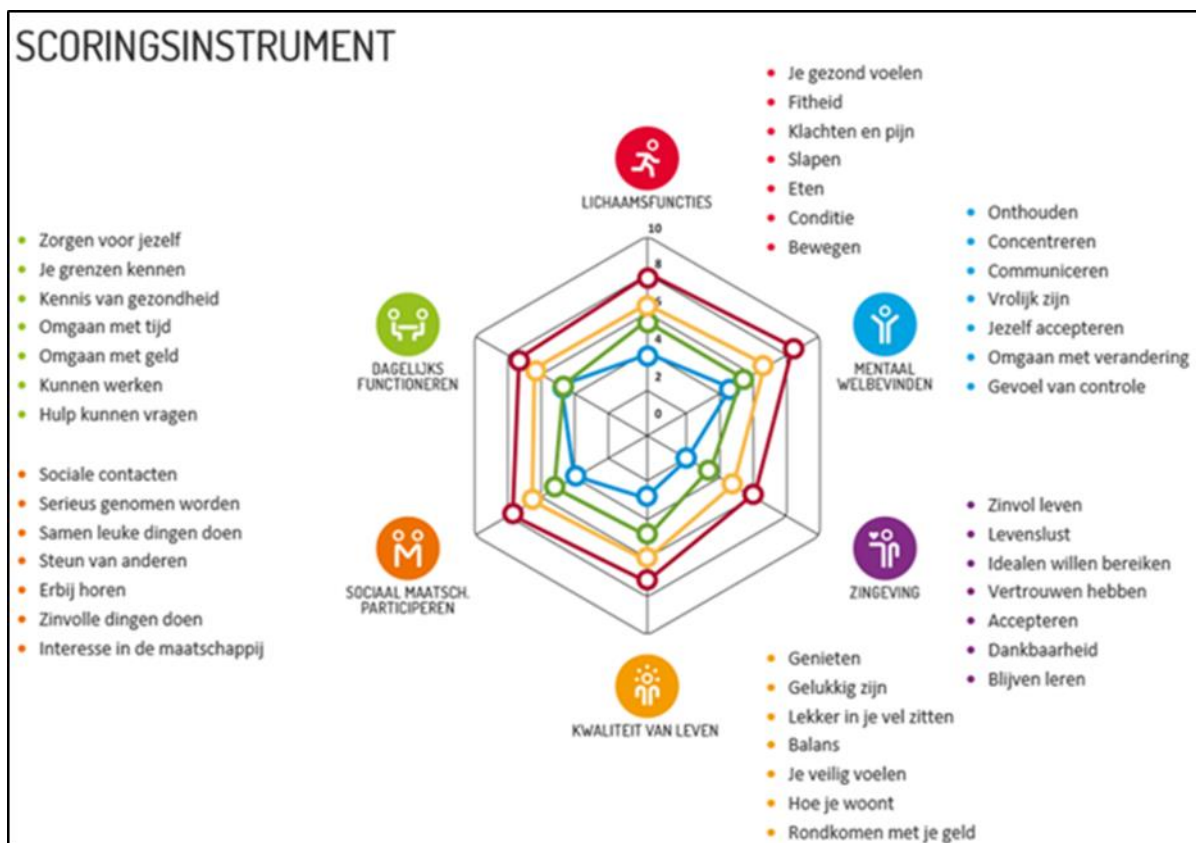 SCORINGSINSTRUMENT
Je gezond voelen
Fitheid
Klachten en pijn
Slapen
Eten
Conditie
Bewegen
LICHAAMSFUNCTIES
Onthouden
Concentreren
Communiceren
Vrolijk zijn
Jezelf accepteren
Omgaan met verandering
Gevoel van controle
MENTAAL
WELBEVINDEN
Zorgen voor jezelf
Je grenzen kennen
Kennis van gezondheid
Omgaan met tijd
Omgaan met geld
Kunnen werken
Hulp kunnen vragen
DAGELIJKS
FUNCTIONEREN
10
8
4
2
0
Sociale contacten
Serieus genomen worden
Samen leuke dingen doen
Steun van anderen
Erbij horen
Zinvolle dingen doen
Interesse in de maatschappij
SOCIAAL MAATSCH.
PARTICIPEREN
Zinvol leven
Levenslust
Idealen willen bereiken
Vertrouwen hebben
Accepteren
Dankbaarheid
Blijven leren
ZINGEVING
KWALITEIT VAN LEVEN
Genieten
Gelukkig zijn
Lekker in je vel zitten
Balans
Je veilig voelen
Hoe je woont
Rondkomen met je geld